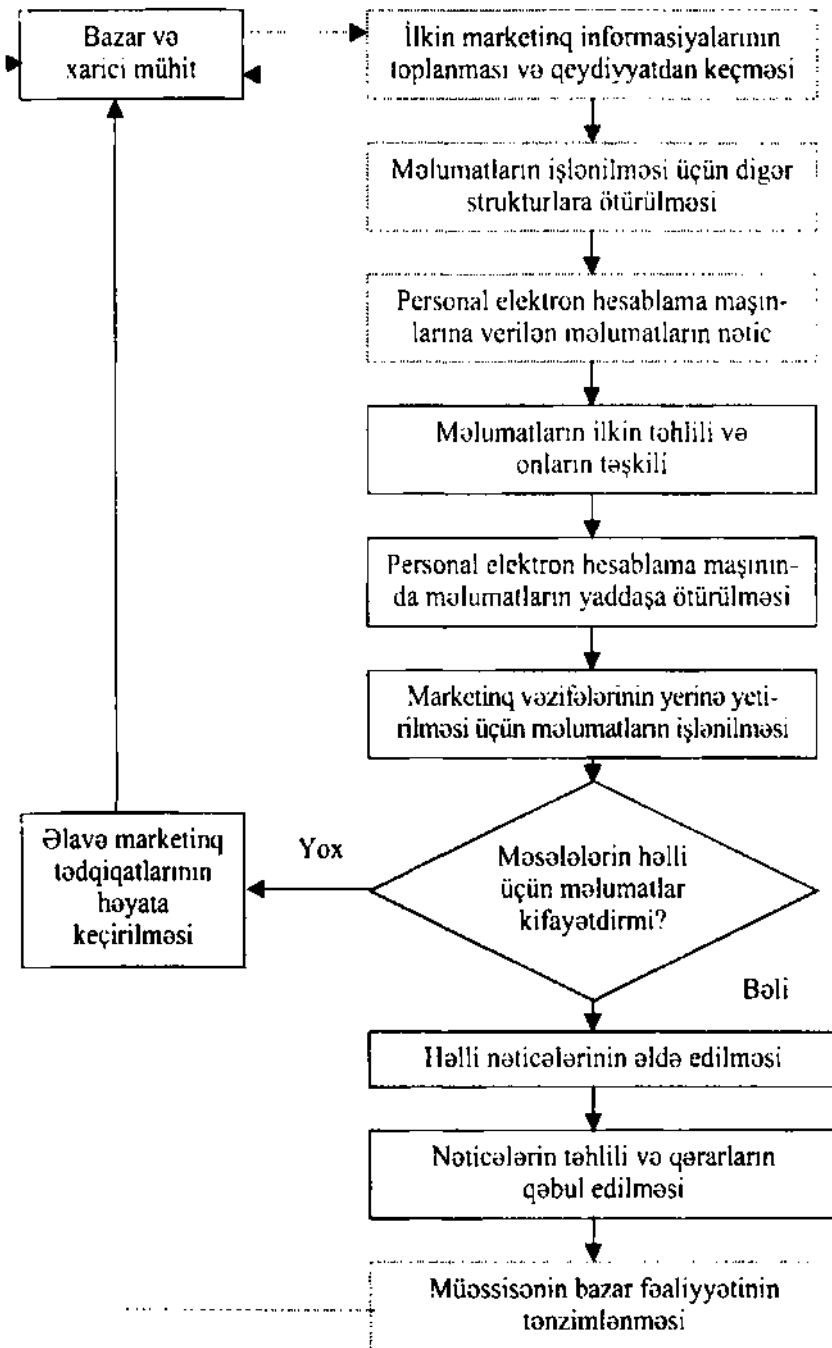 Bazar və
xarici mühit
İlkin marketinq informasiyalarının
toplanması və qeydiyyatdan keçməsi
Məlumatların işlənilməsi üçün digər
strukturlara ötürülməsi
Personal elektron hesablama maşın-
larına verilən məlumatların nətic
Məlumatların ilkin təhlili və
onların təşkili
Personal elektron hesablama maşının-
da məlumatların yaddaşa ötürülməsi
Marketinq vəzifələrinin yerinə yeti-
rilməsi üçün məlumatların işlənilməsi
Məsələlərin həlli
üçün məlumatlar
kifayətdirmi?
Yox
Əlavə marketinq
tədqiqatlarının
həyata
keçirilməsi
Bəli
Həlli nəticələrinin əldə edilməsi
Nəticələrin təhlili və qərarların
qəbul edilməsi
Müəssisənin bazar fəaliyyətinin
tənzimlənməsi